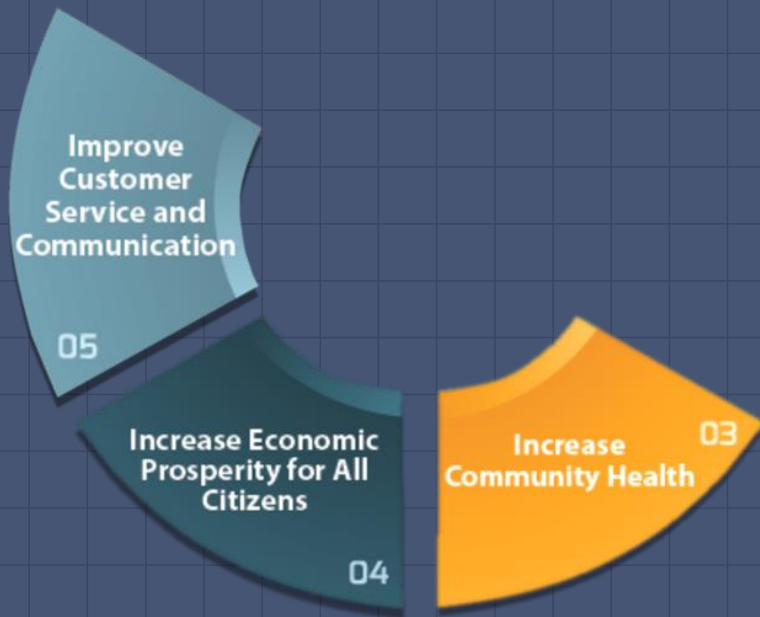 Improve
Customer
Service and
Communication
05
Increase Economic
Prosperity for All
Citizens
04
Increase
Community Health
03